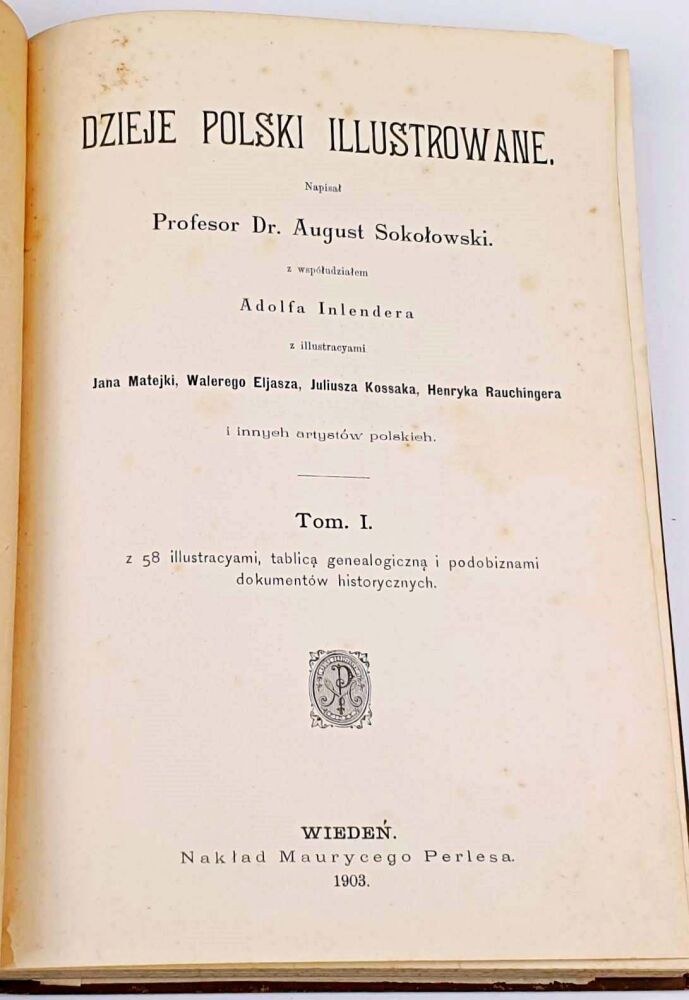 DZIEJE POLSKI ILLUSTROWANE.
Napisał
Profesor Dr. August Sokołowski.
z współudziałem
Adolfa Inlendera
z illustracyami
Jana Matejki, Walerego Eljasza, Juliusza Kossaka, Henryka Rauchingera
i innych artystów polskich.
Tom. I.
z 58 illustracyami, tablicą genealogiczną i podobiznami
dokumentów historycznych.
WIEDEŃ.
Nakład Maurycego Perlesa.
1903.